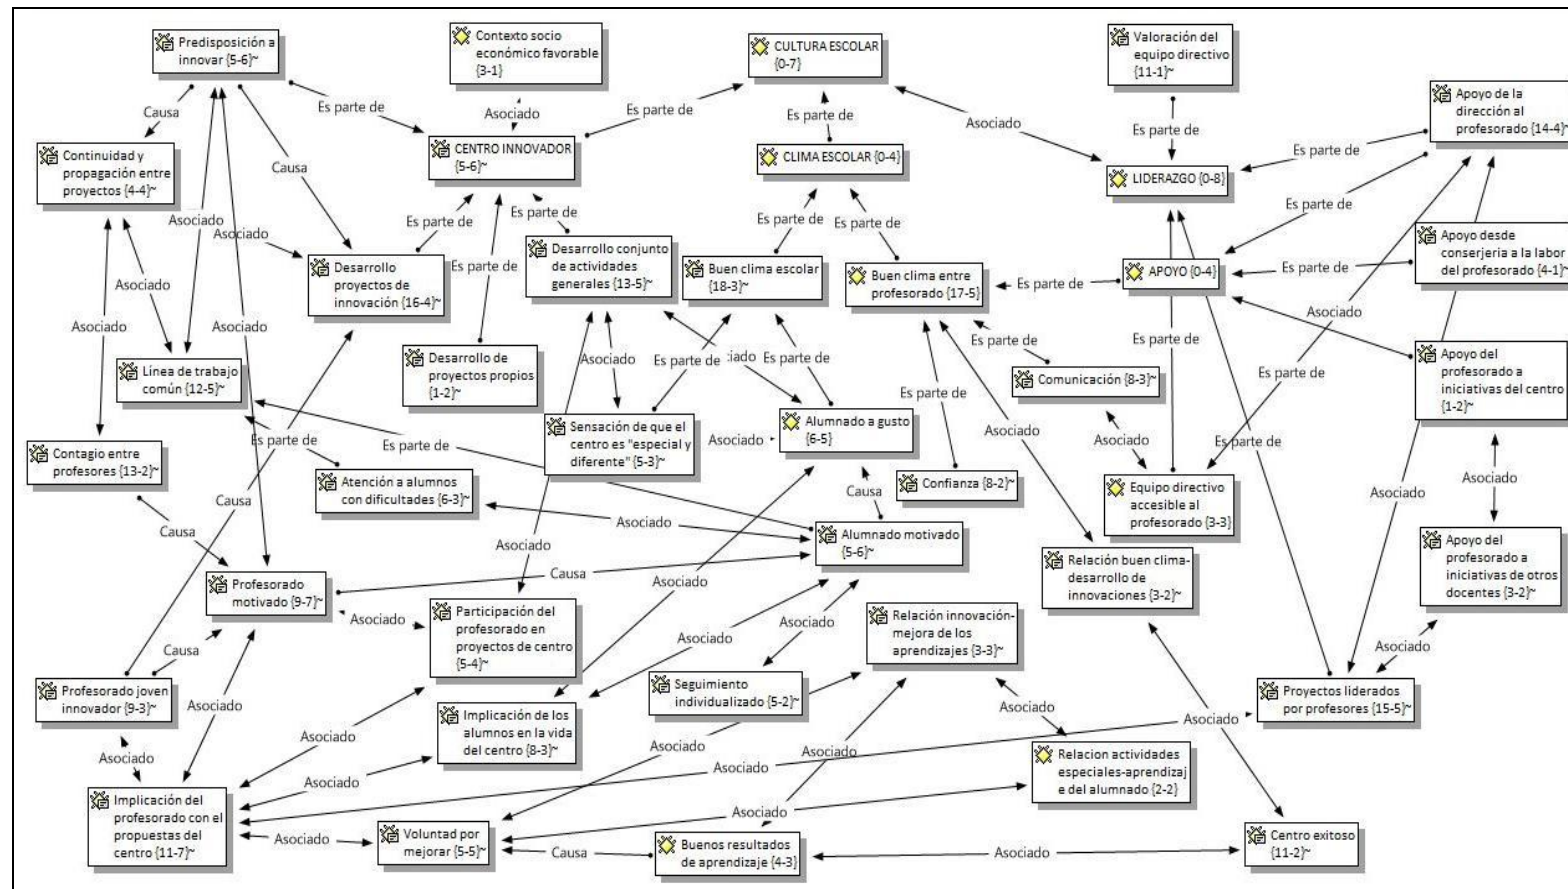 Predisposición a
innovar {5-6}~
Contexto socio
económico favorable
{3-1}
CULTURA ESCOLAR
{0-7}
Valoración del
equipo directivo
{11-1}~
Apoyo de la
dirección al
profesorado {14-4}~
Causa
Es parte de
Asociado
Es parte de
Es parte de
Asociado
Es parte de
Es parte de
Continuidad y
propagación entre
proyectos {4-4}~
Causa
CENTRO INNOVADOR
{5-6}~
CLIMA ESCOLAR {0-4}
LIDERAZGO {0-8}
Es parte de
Asociado
Asociado
Es parte de
Es parte de
Es parte de
Es parte de
Asociado
Desarrollo
proyectos de
innovación {16-4}~
Es parte de
Desarrollo conjunto
de actividades
generales {13-5}~
Buen clima escolar
{18-3}~
Buen clima entre
profesorado {17-5}
Es parte de
APOYO {0-4}
Es parte de
Apoyo desde
conserjeria a la labor
del profesorado {4-1}~
Asociado
Asociado
Asociado
Asociado
Línea de trabajo
común {12-5}~
Desarrollo de
proyectos propios
{1-2}~
Asociado
Es parte de
ciado
Es parte de
Es parte de
Comunicación {8-3}~
Es parte de
Es parte de
Apoyo del
profesorado a
iniciativas del centro
{1-2}~
Contagio entre
profesores {13-2}~
Es parte de
Es parte de
Sensación de que el
centro es "especial y
diferente" {5-3}~
Asociado
Alumnado a gusto
{6-5}
Es parte de
Asociado
Asociado
Es parte de
Asociado
Atención a alumnos
con dificultades {6-3}~
Causa
Confianza {8-2}~
Equipo directivo
accesible al
profesorado {3-3}
Causa
Causa
Asociado
Asociado
Alumnado motivado
{5-6}~
Relación buen clima-
desarrollo de
innovaciones {3-2}~
Apoyo del
profesorado a
iniciativas de otros
docentes {3-2}~
Profesorado
motivado {9-7}~
Causa
Asociado
Asociado
Participación del
profesorado en
proyectos de centro
{5-4}~
Asociado
Asociado
Relación innovación-
mejora de los
aprendizajes {3-3}~
Asociado
Causa
Profesorado joven
innovador {9-3}~
Asociado
Seguimiento
individualizado {5-2}~
Proyectos liderados
por profesores {15-5}~
Asociado
Implicación de los
alumnos en la vida
del centro {8-3}~
Asociado
Asociado
Asociado
Asociado
Asociado
Asociado
Asociado
Relacion actividades
especiales-aprendizaj
e del alumnado {2-2}
Implicación del
profesorado con el
propuestas del
centro {11-7}~
Asociado
Asociado
Voluntad por
mejorar {5-5}~
Causa
Buenos resultados
de aprendizaje {4-3}
Asociado
Centro exitoso
{11-2}~